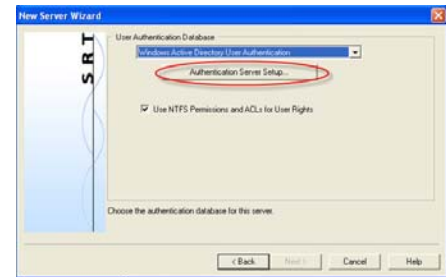 New Server Wizard
SRT
User Authentication Database
Windows Active Directory User Authentication
Authentication Server Setup...
Use NTFS Permissions and ACLs for User Rights
Choose the authentication database for this server.
< Back
Next >
Cancel
Help